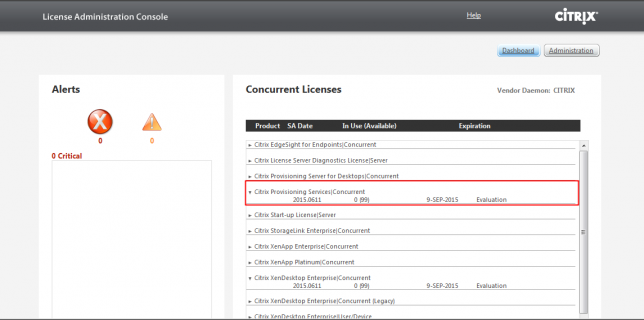 License Administration Console
Help
CITRIX
Dashboard
Administration
Alerts
0
0
0 Critical
Concurrent Licenses
Vendor Daemon: CITRIX
Product SA Date In Use (Available) Expiration
Citrix EdgeSight for Endpoints|Concurrent
Citrix License Server Diagnostics License|Server
Citrix Provisioning Server for Desktops|Concurrent
Citrix Provisioning Services|Concurrent
2015.0611 0 (99) 9-SEP-2015 Evaluation
Citrix Start-up License|Server
Citrix StorageLink Enterprise|Concurrent
Citrix XenApp Enterprise|Concurrent
Citrix XenApp Platinum|Concurrent
Citrix XenDesktop Enterprise|Concurrent
2015.0611 0 (99) 9-SEP-2015 Evaluation
Citrix XenDesktop Enterprise|Concurrent (Legacy)
Citrix XenDesktop Enterprise|User/Device